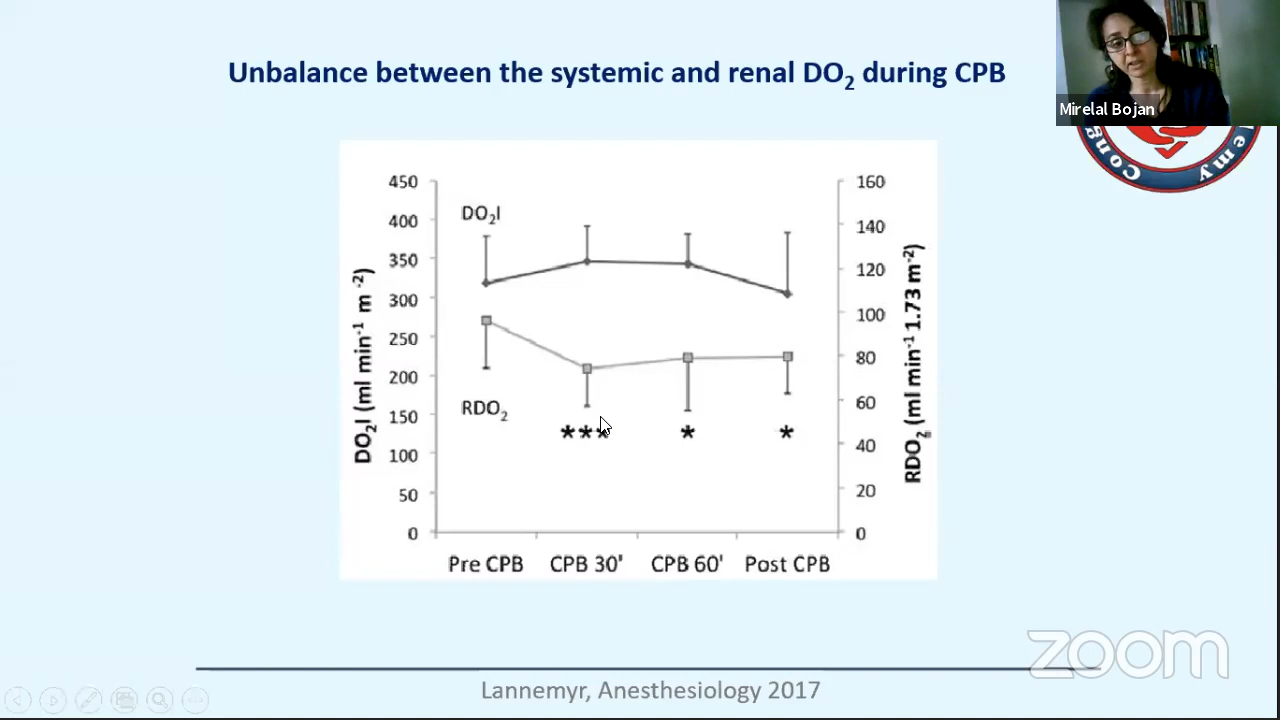 Unbalance between the systemic and renal DO₂ during CPB
Mirelal Bojan
Cong
lemy
450
400
350
300
250
200
150
100
50
0
DO₂I (ml min⁻¹ m⁻²)
DO₂I
RDO₂
***
*
*
160
140
120
100
80
60
40
20
0
RDO₂ (ml min⁻¹ 1.73 m⁻²)
Pre CPB CPB 30' CPB 60' Post CPB
zoom
Lannemyr, Anesthesiology 2017